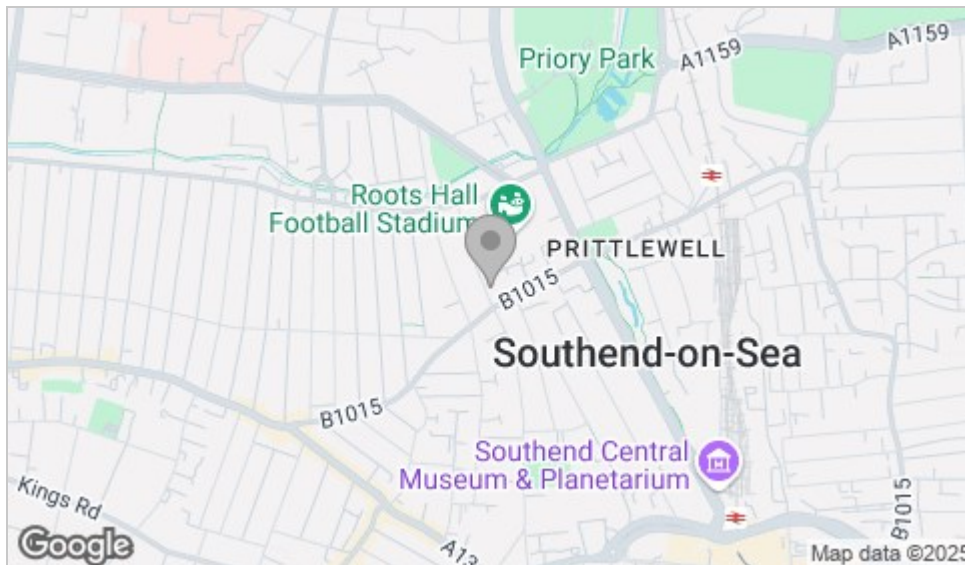 A1159
A1159
Priory Park
Roots Hall
Football Stadium
PRITTLEWELL
B1015
Southend-on-Sea
B1015
Southend Central
Museum & Planetarium
Kings Rd
B1015
A13
Google
Map data ©2025